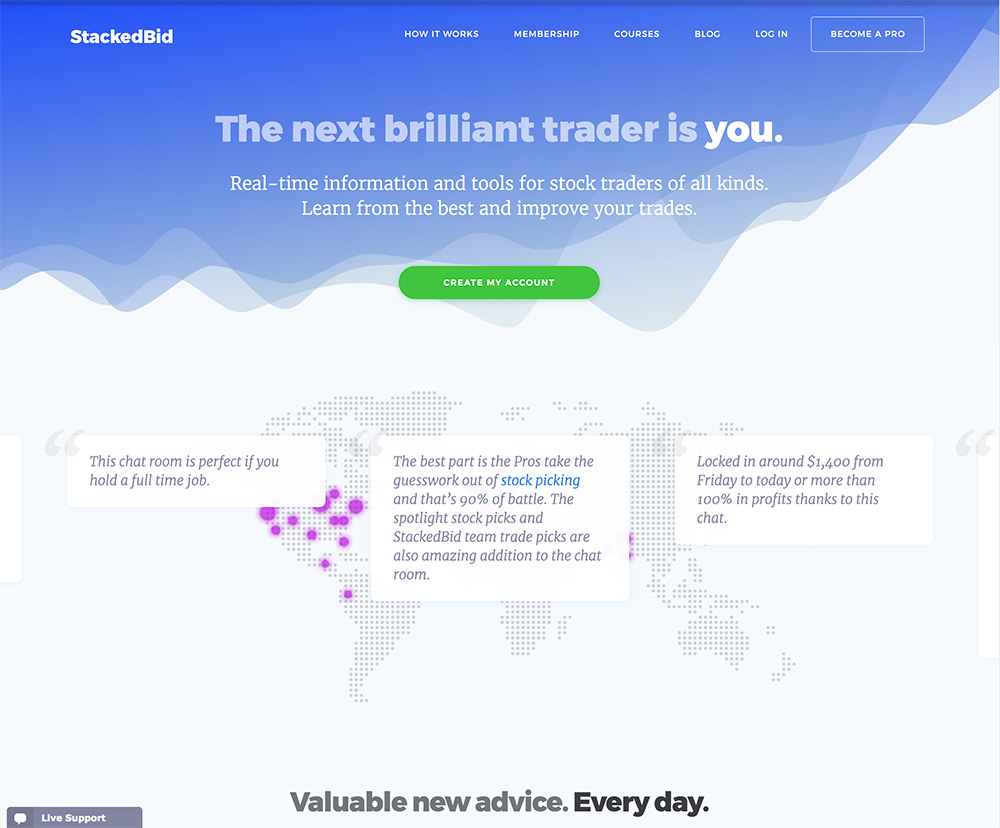 StackedBid
HOW IT WORKS
MEMBERSHIP
COURSES
BLOG
LOG IN
BECOME A PRO
The next brilliant trader is you.
Real-time information and tools for stock traders of all kinds.
Learn from the best and improve your trades.
CREATE MY ACCOUNT
“
This chat room is perfect if you
hold a full time job.
“
The best part is the Pros take the
guesswork out of stock picking
and that’s 90% of battle. The
spotlight stock picks and
StackedBid team trade picks are
also amazing addition to the chat
room.
“
Locked in around $1,400 from
Friday to today or more than
100% in profits thanks to this
chat.
“
Valuable new advice. Every day.
Live Support